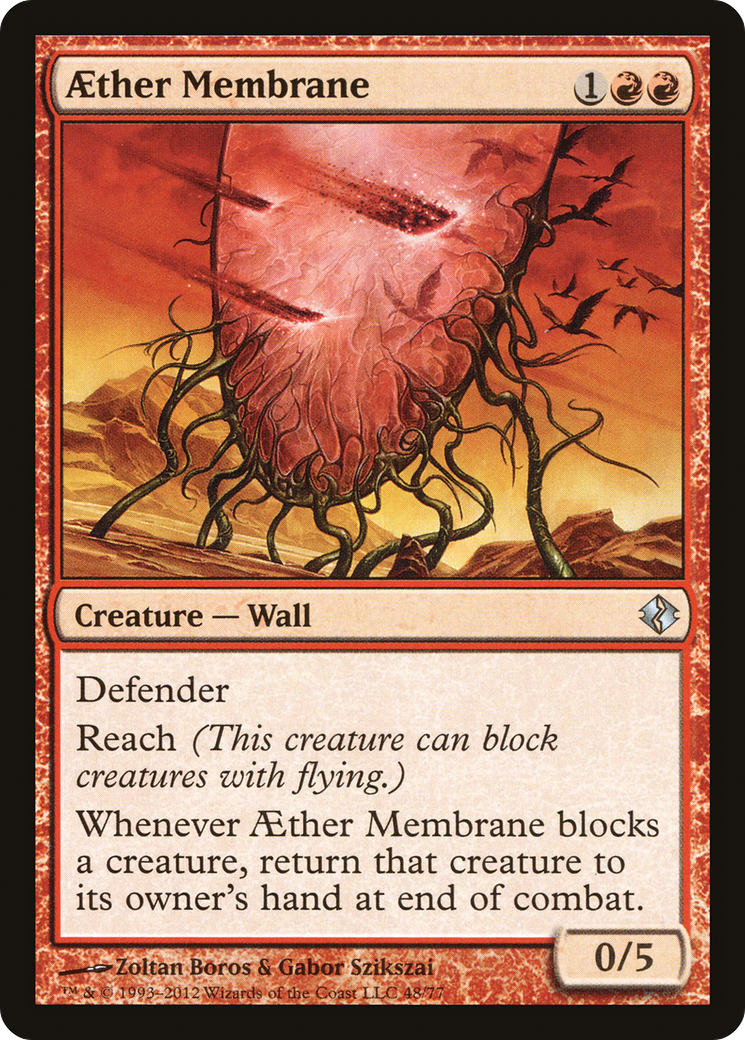 Æther Membrane
1
Creature — Wall
Defender
Reach (This creature can block
creatures with flying.)
Whenever Æther Membrane blocks
a creature, return that creature to
its owner's hand at end of combat.
0/5
Zoltan Boros & Gabor Szikszai
™ & © 1993–2012 Wizards of the Coast LLC 48/77